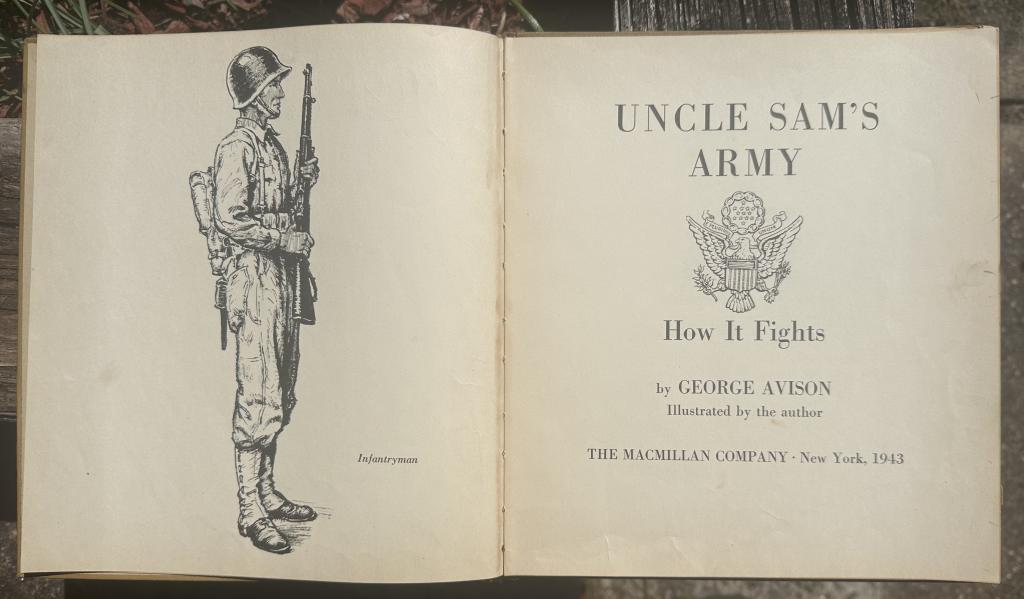 Infantryman
UNCLE SAM'S
ARMY
How It Fights
by GEORGE AVISON
Illustrated by the author
THE MACMILLAN COMPANY · New York, 1943